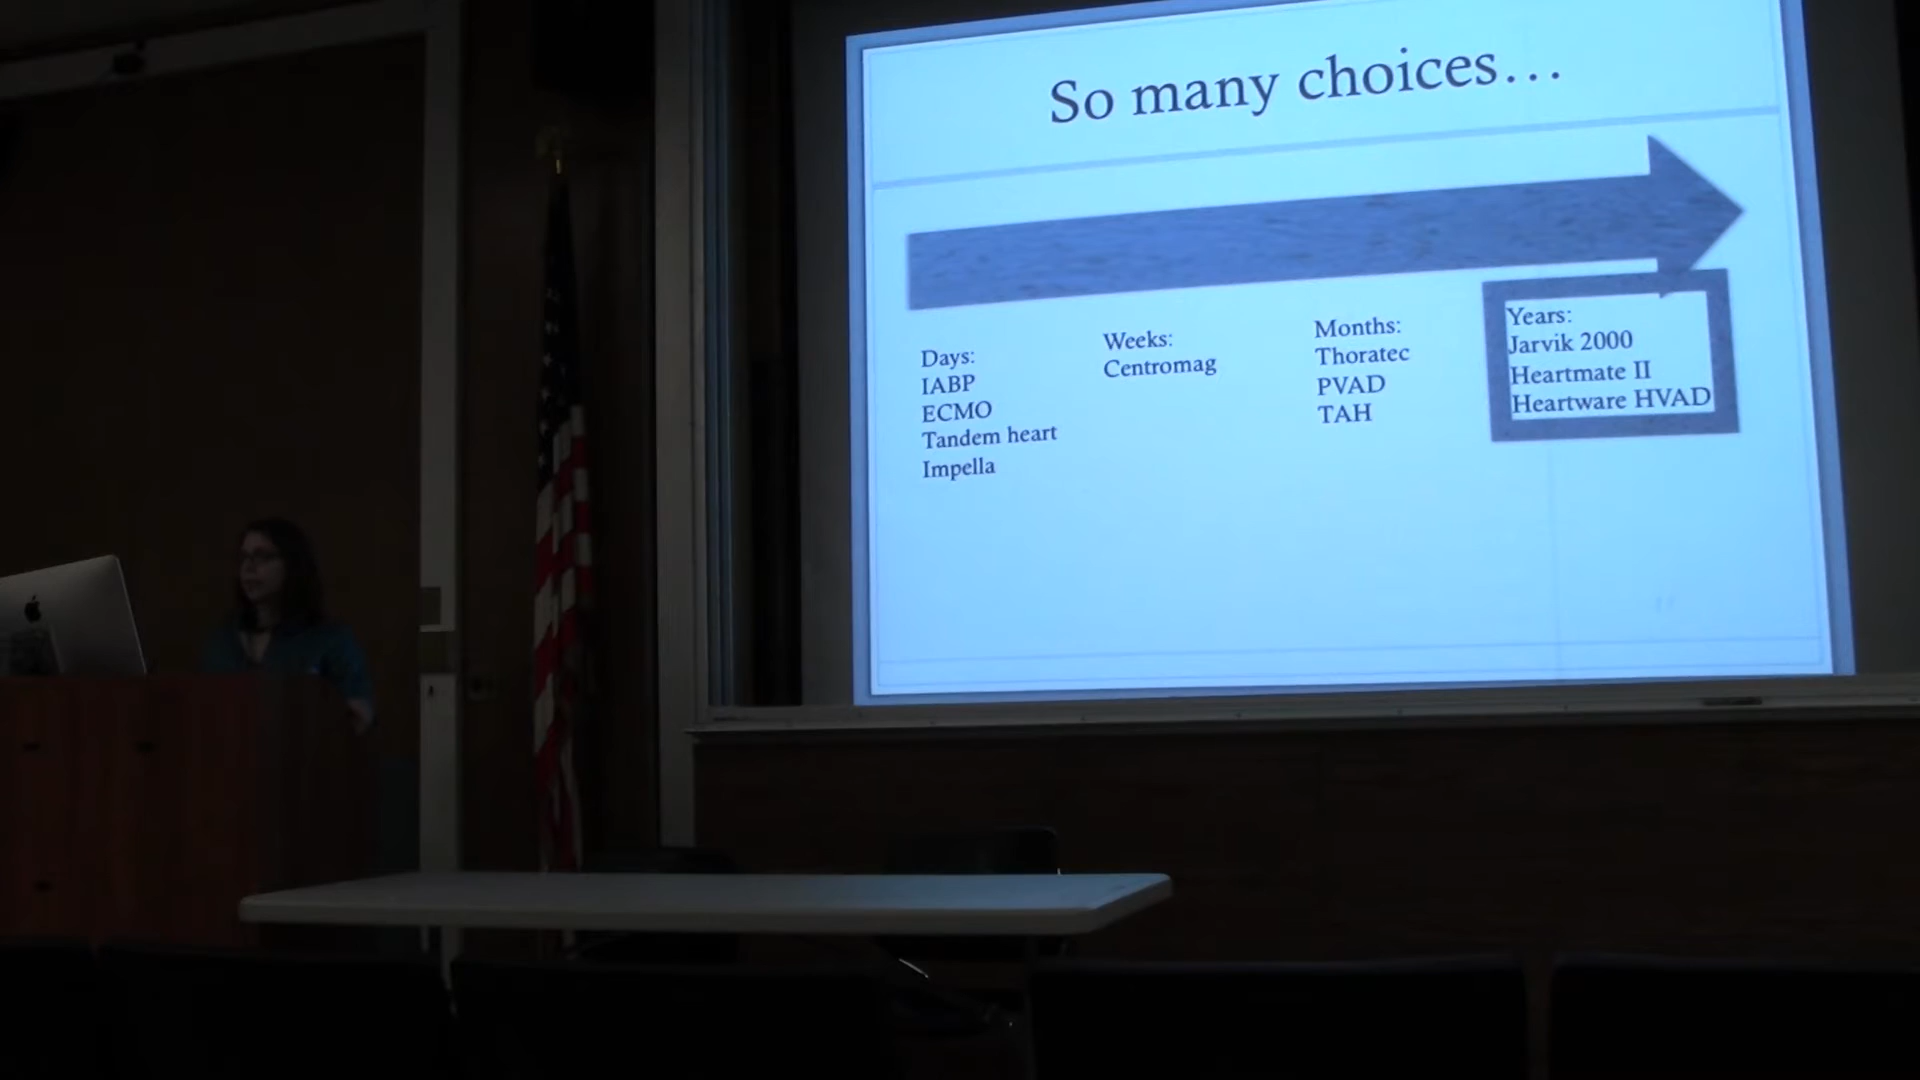 So many choices...
Days:
IABP
ECMO
Tandem heart
Impella
Weeks:
Centromag
Months:
Thoratec
PVAD
TAH
Years:
Jarvik 2000
Heartmate II
Heartware HVAD